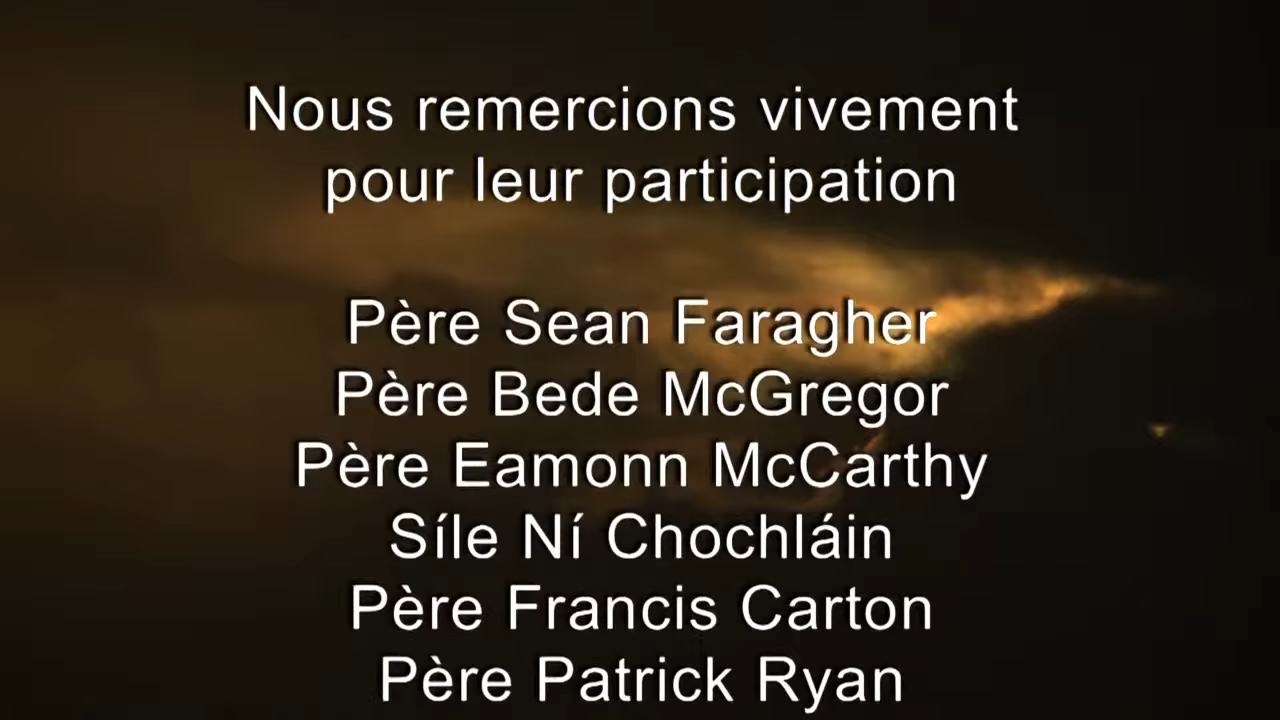 Nous remercions vivement
pour leur participation
Père Sean Faragher
Père Bede McGregor
Père Eamonn McCarthy
Síle Ní Chochláin
Père Francis Carton
Père Patrick Ryan